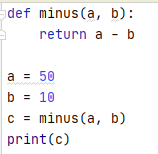 def minus(a, b):
    return a - b

a = 50
b = 10
c = minus(a, b)
print(c)